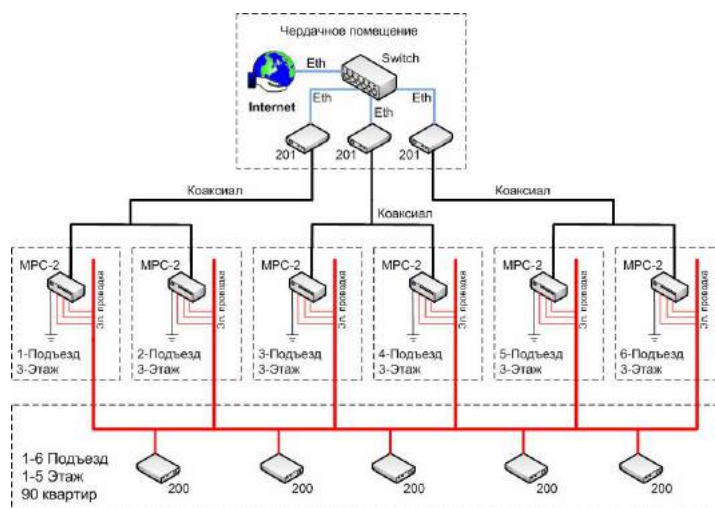 Чердачное помещение
Switch
Eth
Internet
Eth
Eth
Eth
201
201
201
Коаксиал
Коаксиал
Коаксиал
МРС-2
МРС-2
МРС-2
МРС-2
МРС-2
МРС-2
Эл. проводка
Эл. проводка
Эл. проводка
Эл. проводка
Эл. проводка
Эл. проводка
1-Подъезд
3-Этаж
2-Подъезд
3-Этаж
3-Подъезд
3-Этаж
4-Подъезд
3-Этаж
5-Подъезд
3-Этаж
6-Подъезд
3-Этаж
1-6 Подъезд
1-5 Этаж
90 квартир
200
200
200
200
200